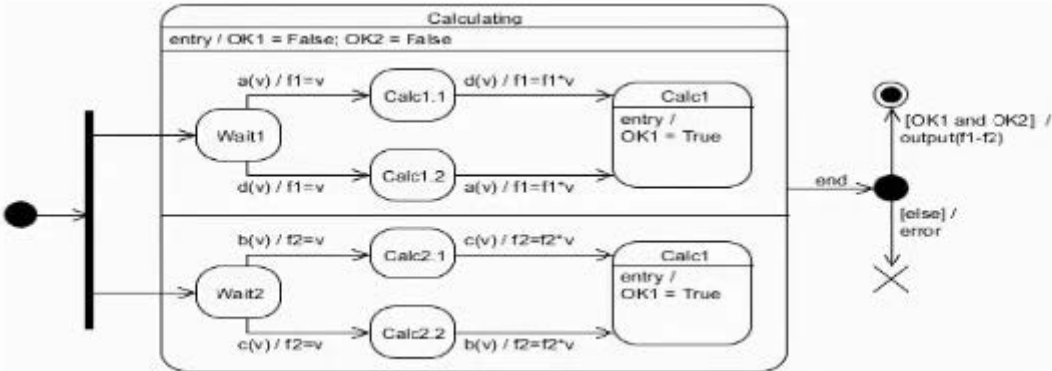 Calculating
entry / OK1 = False; OK2 = False
a(v) / f1=v
Calc1.1
d(v) / f1=f1*v
Calc1
entry /
OK1 = True
Wait1
d(v) / f1=v
Calc1.2
a(v) / f1=f1*v
end
[OK1 and OK2] /
output(f1-f2)
[else] /
error
b(v) / f2=v
Calc2.1
c(v) / f2=f2*v
Calc1
entry /
OK1 = True
Wait2
c(v) / f2=v
Calc2.2
b(v) / f2=f2*v